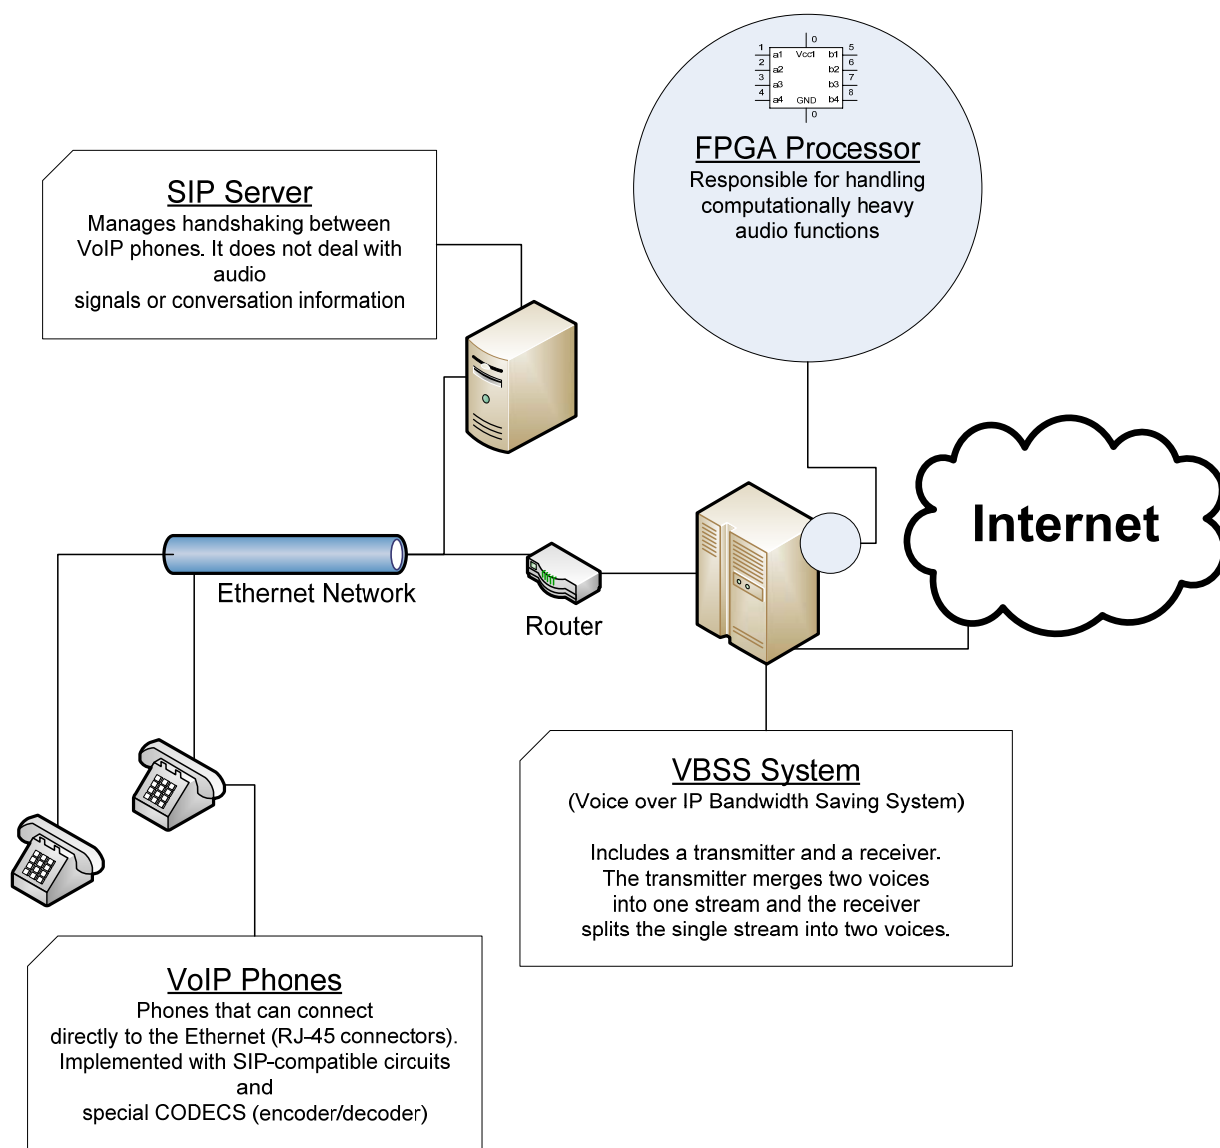 0
1
a1
Vcc1
b1
5
2
a2
b2
6
3
a3
b3
7
4
a4
GND
b4
8
0
FPGA Processor
Responsible for handling
computationally heavy
audio functions
SIP Server
Manages handshaking between
VoIP phones. It does not deal with
audio
signals or conversation information
Internet
Ethernet Network
Router
VBSS System
(Voice over IP Bandwidth Saving System)
Includes a transmitter and a receiver.
The transmitter merges two voices
into one stream and the receiver
splits the single stream into two voices.
VoIP Phones
Phones that can connect
directly to the Ethernet (RJ-45 connectors).
Implemented with SIP-compatible circuits
and
special CODECS (encoder/decoder)